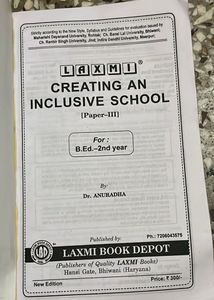 Strictly according to the New Style, Syllabus and Guidelines for evaluation issued by
Maharshi Dayanand University, Rohtak; Ch. Bansi Lal University, Bhiwani;
Ch. Ranbir Singh University, Jind; Indira Gandhi University, Meerpur.
LAXMI®
CREATING AN
INCLUSIVE SCHOOL
[Paper-III]
For :
B.Ed.–2nd year
By
Dr. ANURADHA
Published by: Ph.: 7206043575
LAXMI BOOK DEPOT
(Publishers of Quality LAXMI Books)
Hansi Gate, Bhiwani (Haryana)
New Edition Price: ₹ 300/-